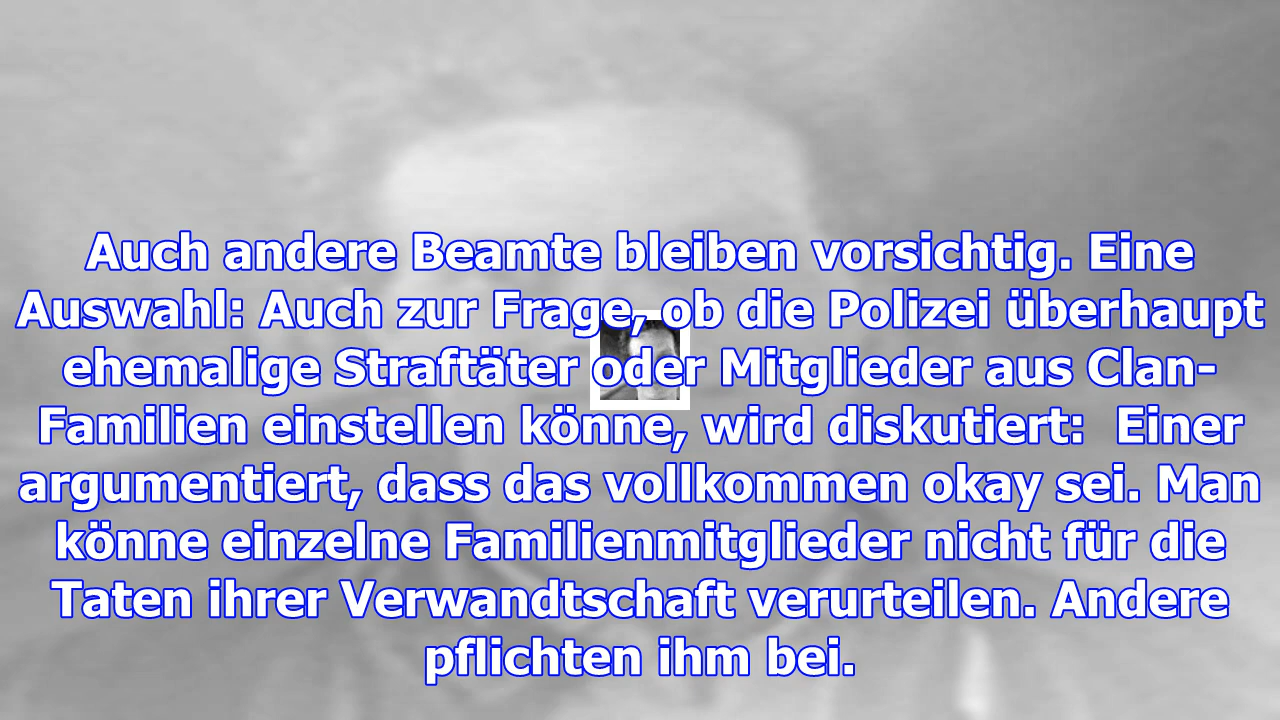 Auch andere Beamte bleiben vorsichtig. Eine
Auswahl: Auch zur Frage, ob die Polizei überhaupt
ehemalige Straftäter oder Mitglieder aus Clan-
Familien einstellen könne, wird diskutiert:  Einer
argumentiert, dass das vollkommen okay sei. Man
könne einzelne Familienmitglieder nicht für die
Taten ihrer Verwandtschaft verurteilen. Andere
pflichten ihm bei.